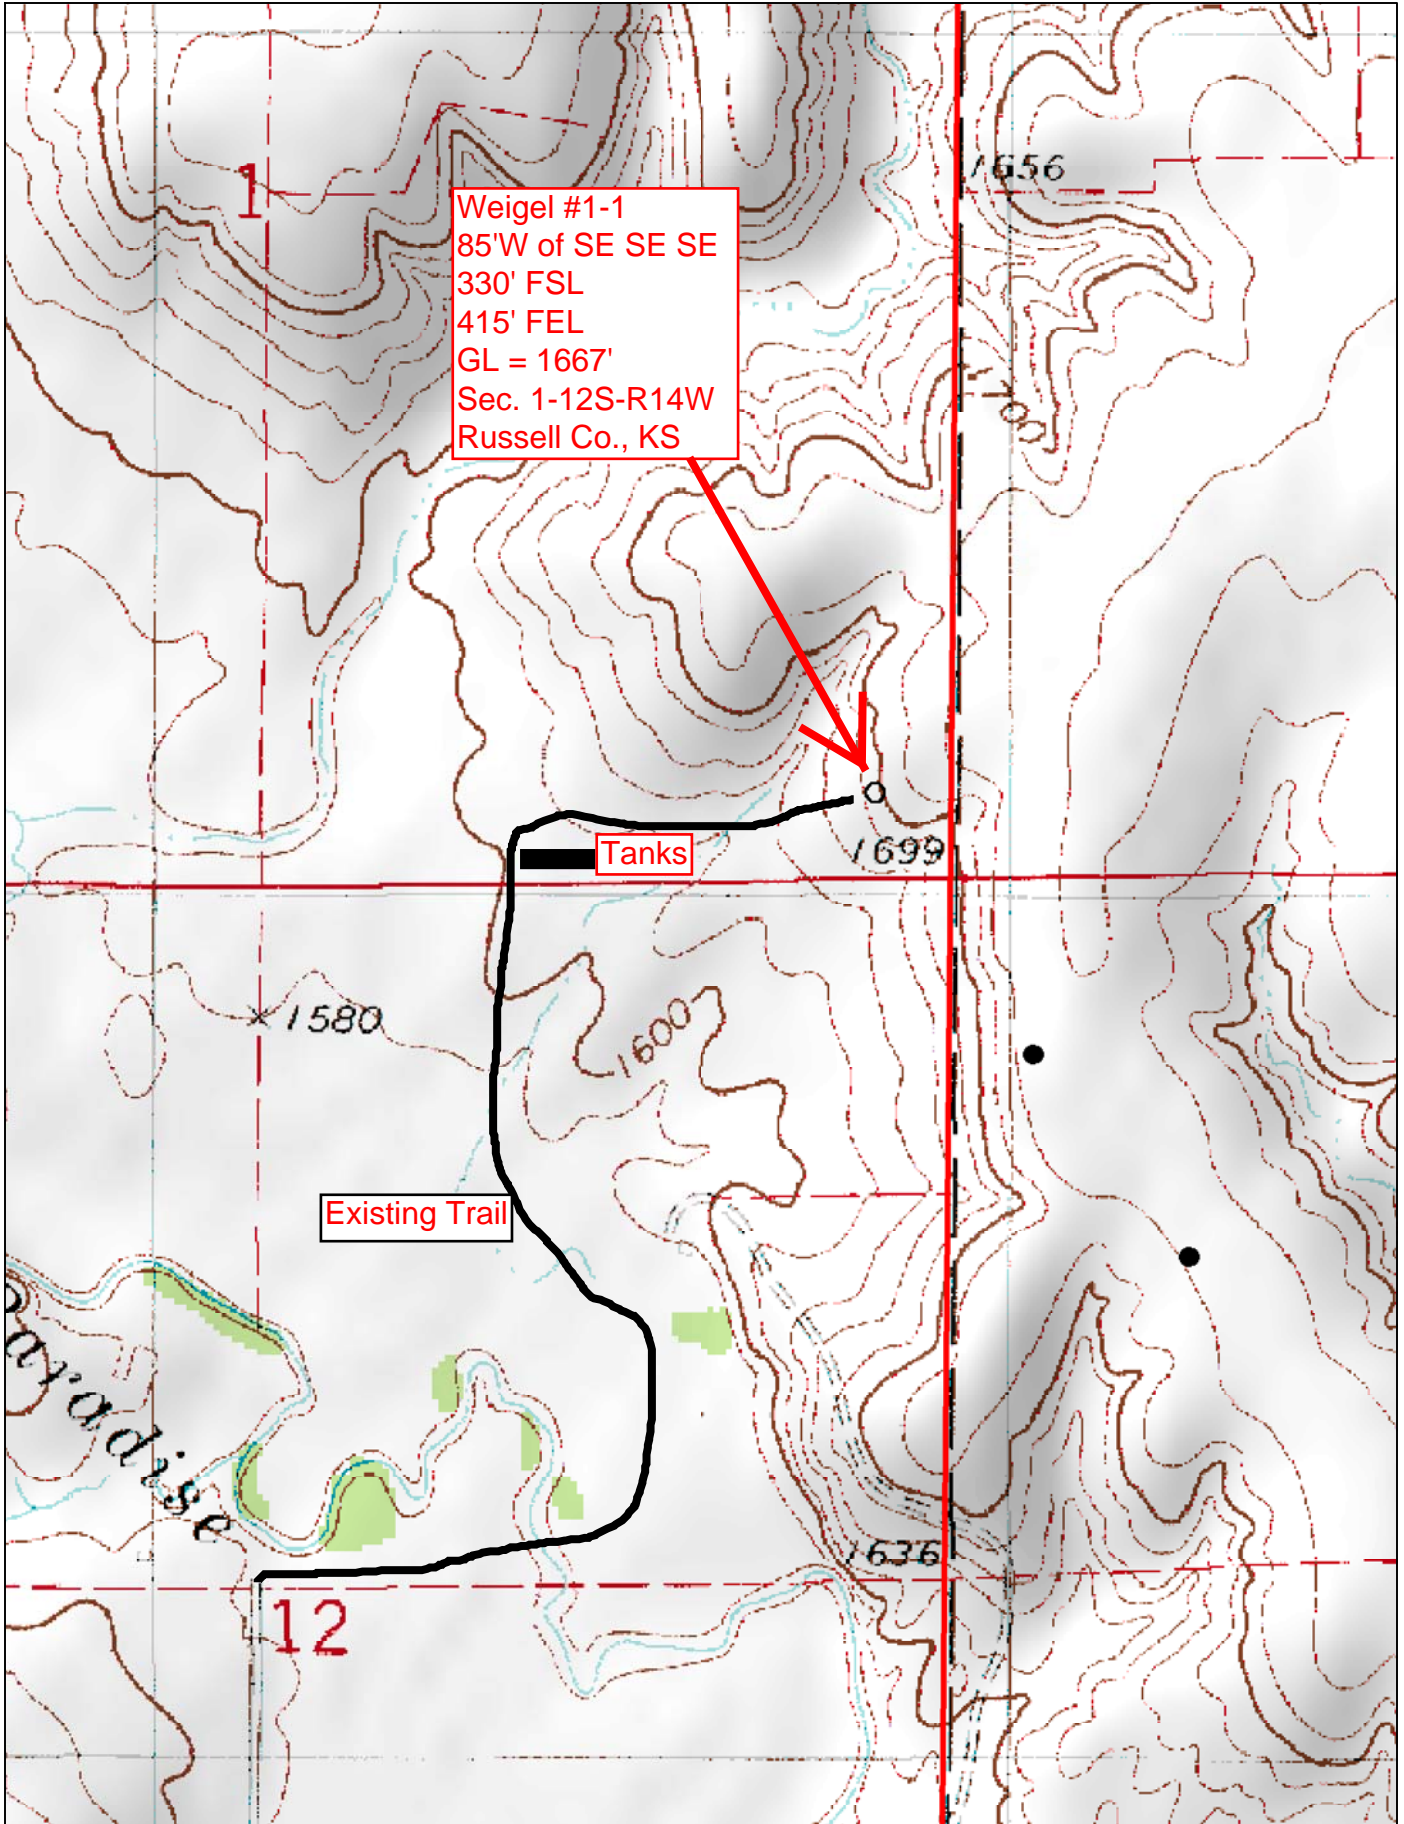 1
1656
Weigel #1-1
85'W of SE SE SE
330' FSL
415' FEL
GL = 1667'
Sec. 1-12S-R14W
Russell Co., KS
1700
Tanks
1699
1580
1600
Existing Trail
Paradise
1636
12